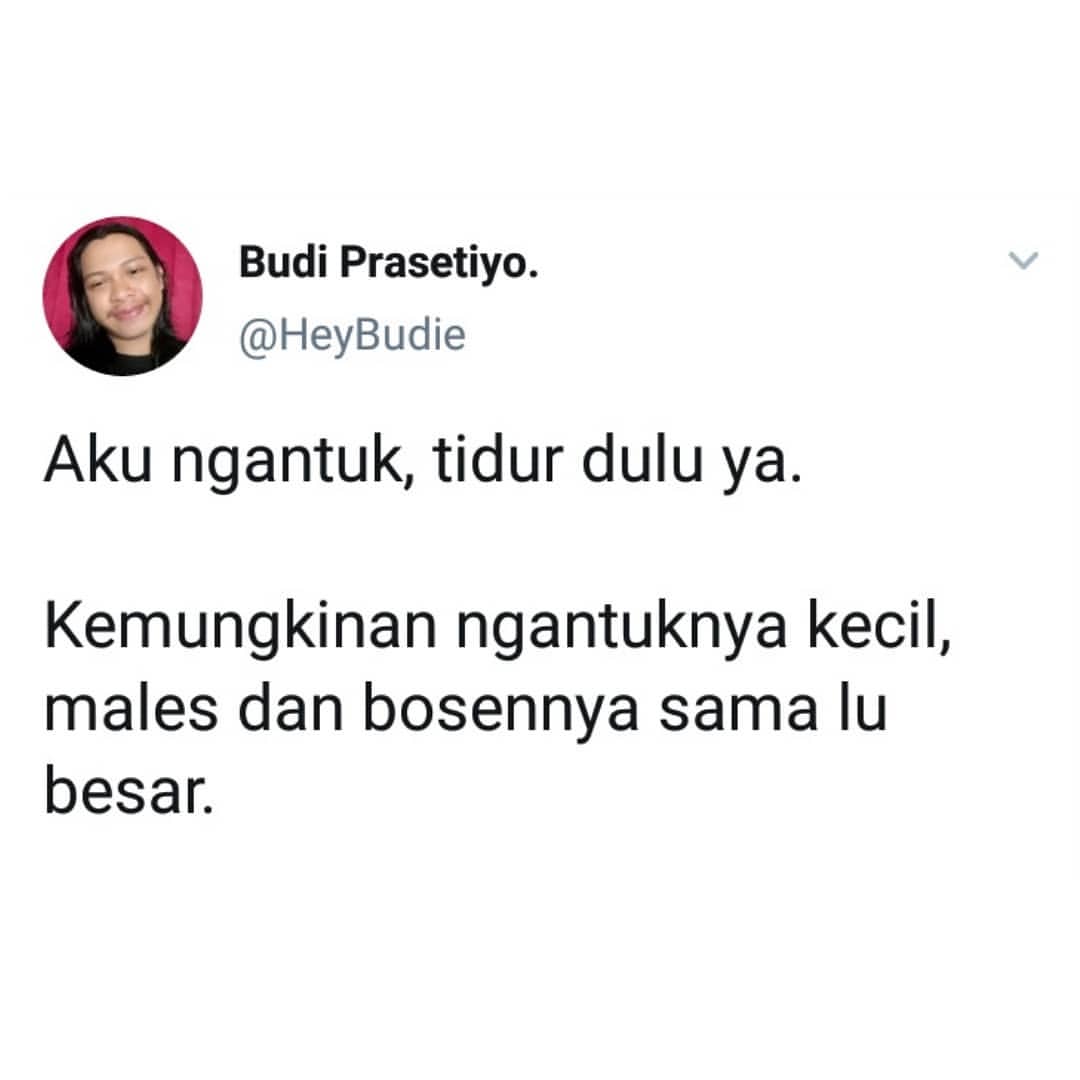 Budi Prasetiyo.
@HeyBudie
Aku ngantuk, tidur dulu ya.
Kemungkinan ngantuknya kecil,
males dan bosennya sama lu
besar.